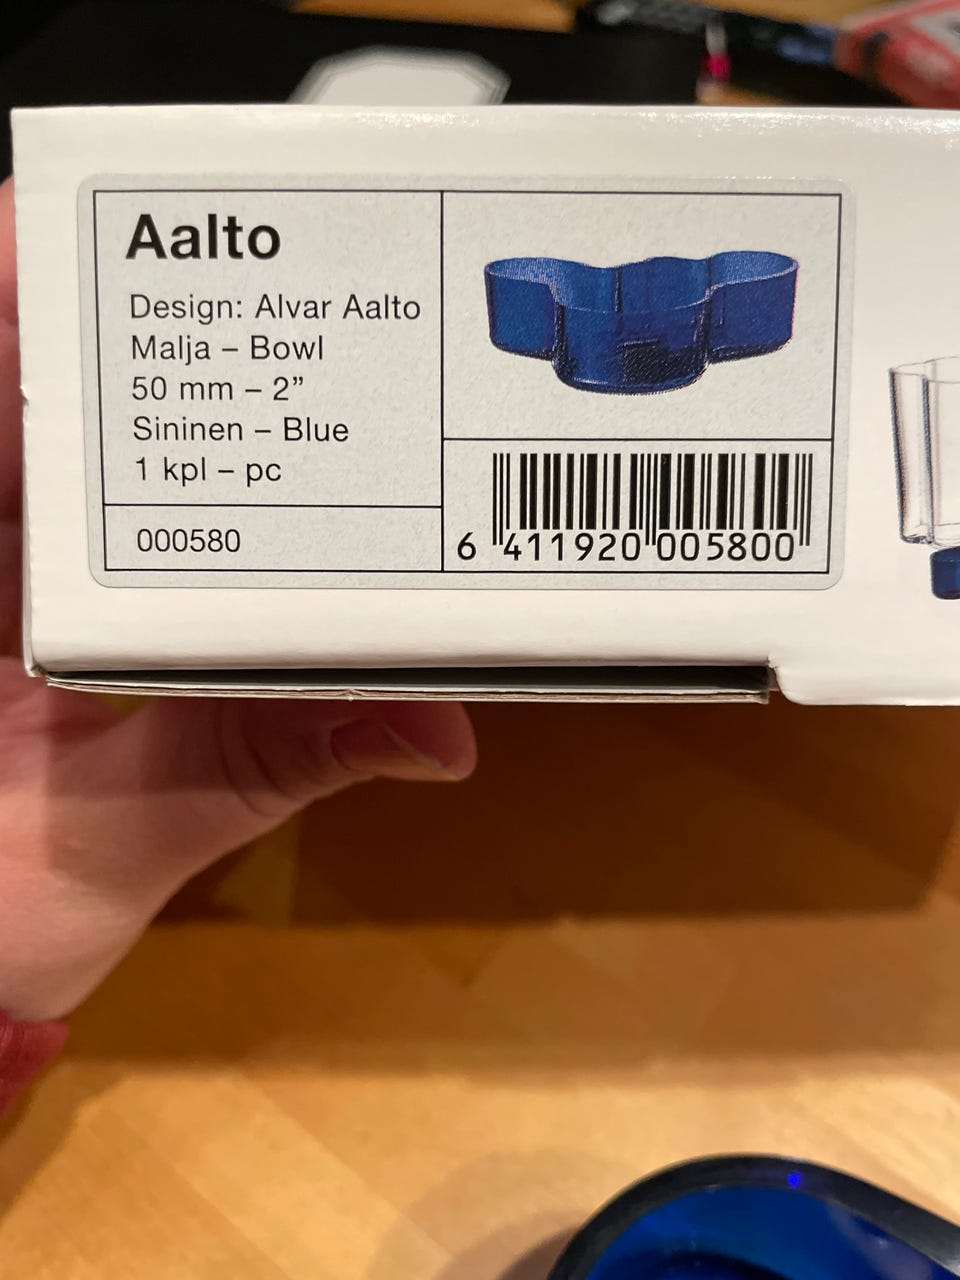 Aalto
Design: Alvar Aalto
Malja – Bowl
50 mm – 2”
Sininen – Blue
1 kpl – pc
000580
6 411920 005800